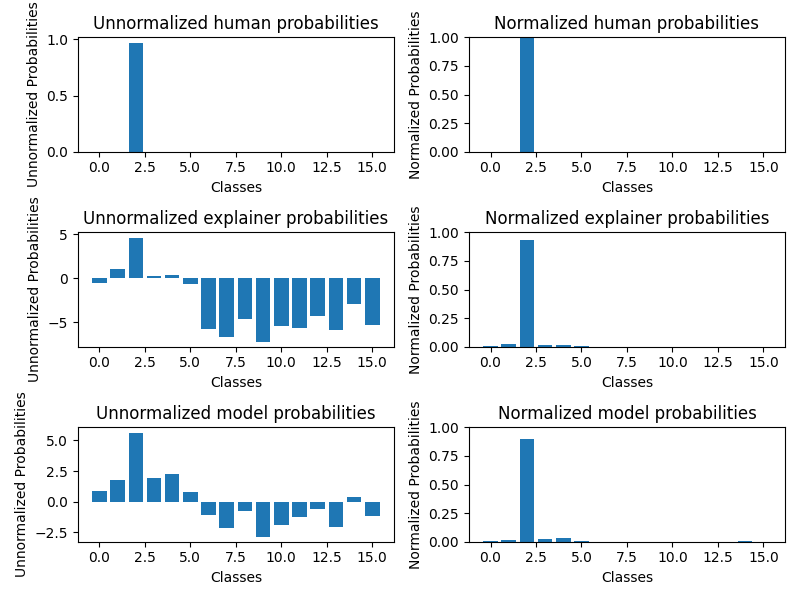 Unnormalized human probabilities
Unnormalized Probabilities
1.0
0.5
0.0
0.0 2.5 5.0 7.5 10.0 12.5 15.0
Classes
Normalized human probabilities
Normalized Probabilities
1.00
0.75
0.50
0.25
0.00
0.0 2.5 5.0 7.5 10.0 12.5 15.0
Classes
Unnormalized explainer probabilities
Unnormalized Probabilities
5
0
−5
0.0 2.5 5.0 7.5 10.0 12.5 15.0
Classes
Normalized explainer probabilities
Normalized Probabilities
1.00
0.75
0.50
0.25
0.00
0.0 2.5 5.0 7.5 10.0 12.5 15.0
Classes
Unnormalized model probabilities
Unnormalized Probabilities
5.0
2.5
0.0
−2.5
0.0 2.5 5.0 7.5 10.0 12.5 15.0
Classes
Normalized model probabilities
Normalized Probabilities
1.00
0.75
0.50
0.25
0.00
0.0 2.5 5.0 7.5 10.0 12.5 15.0
Classes